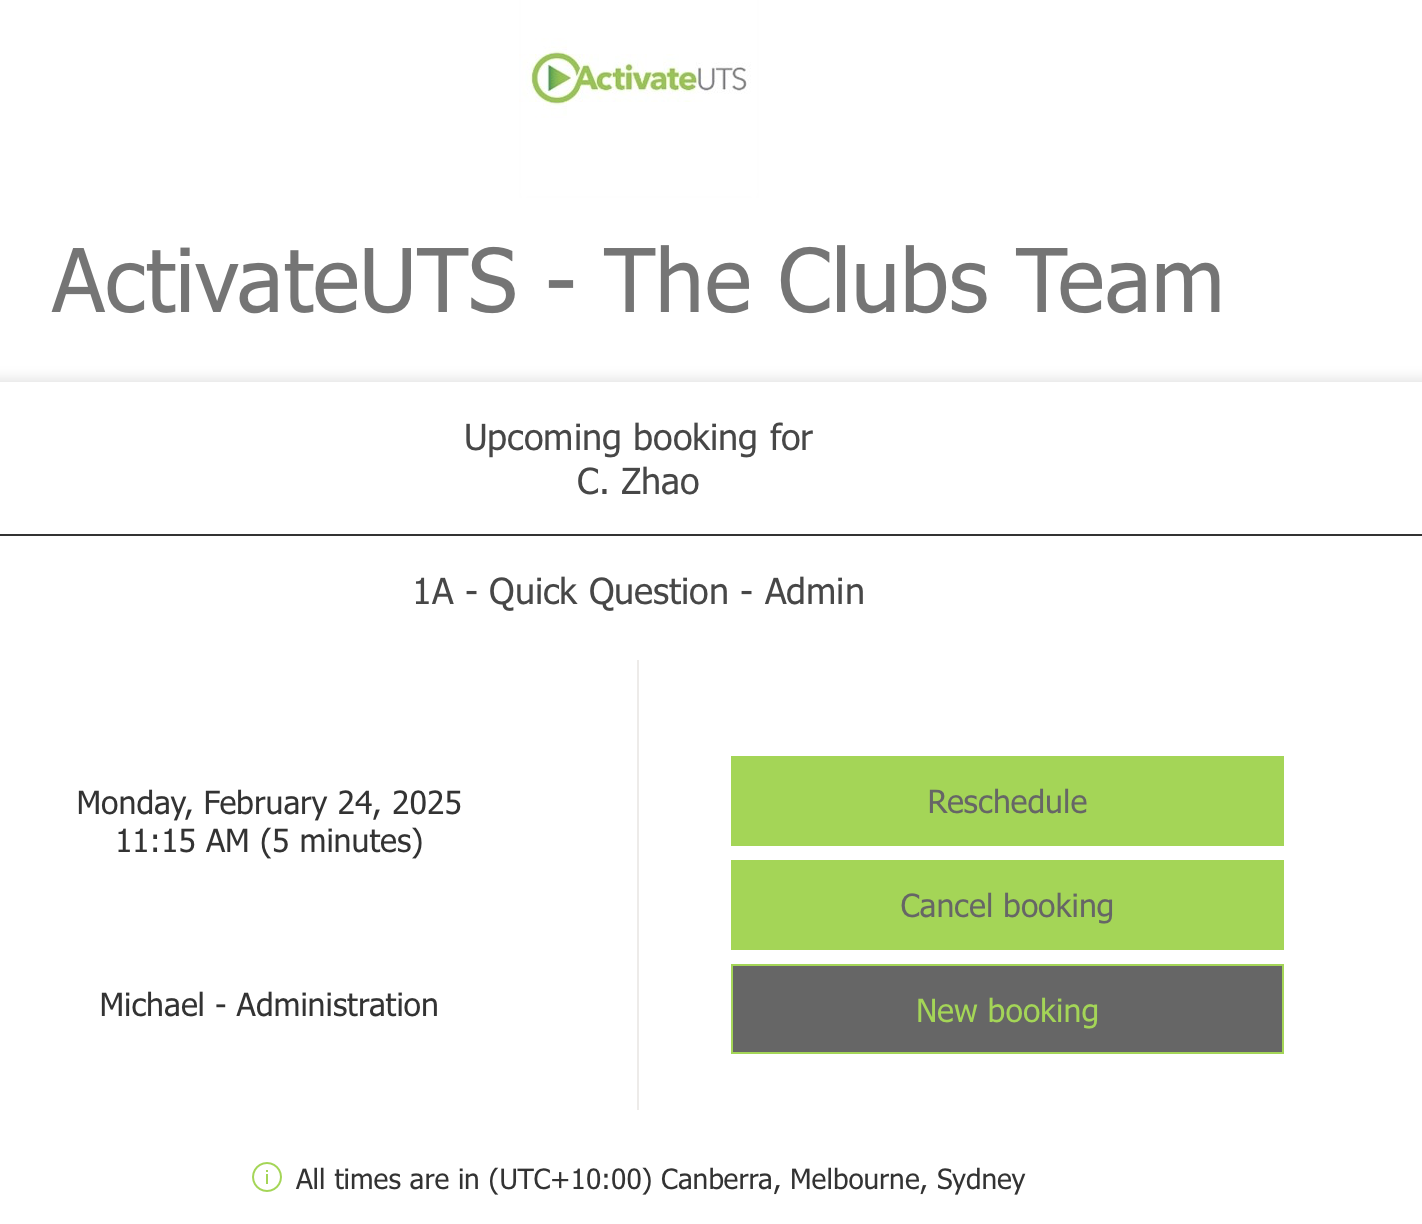 ActivateUTS
ActivateUTS - The Clubs Team
Upcoming booking for
C. Zhao
1A - Quick Question - Admin
Monday, February 24, 2025
11:15 AM (5 minutes)
Michael - Administration
Reschedule
Cancel booking
New booking
All times are in (UTC+10:00) Canberra, Melbourne, Sydney